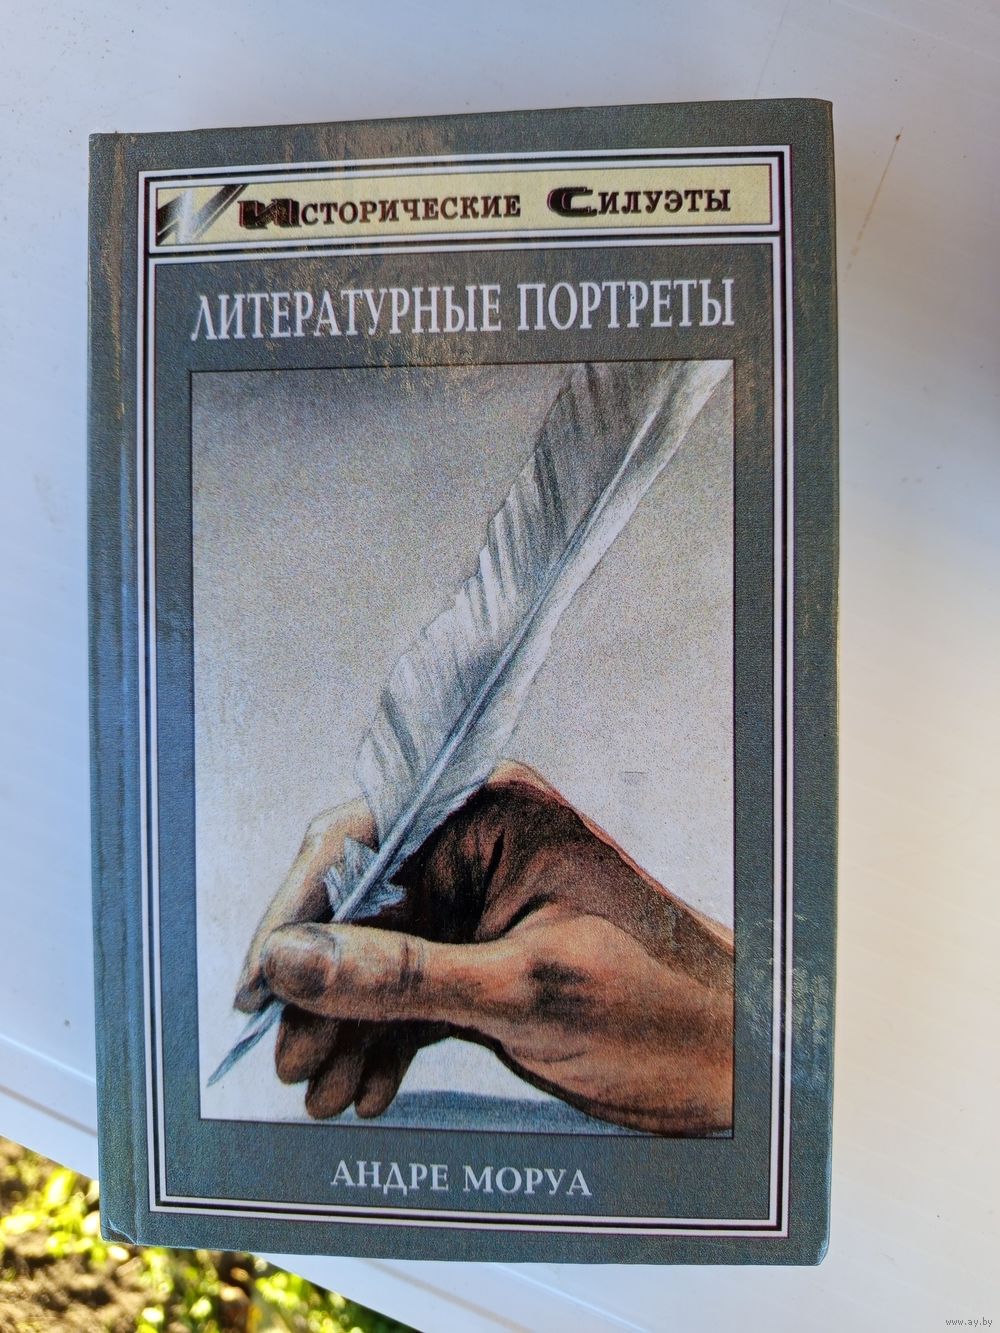 Исторические Силуэты
ЛИТЕРАТУРНЫЕ ПОРТРЕТЫ
АНДРЕ МОРУА
www.ay.by